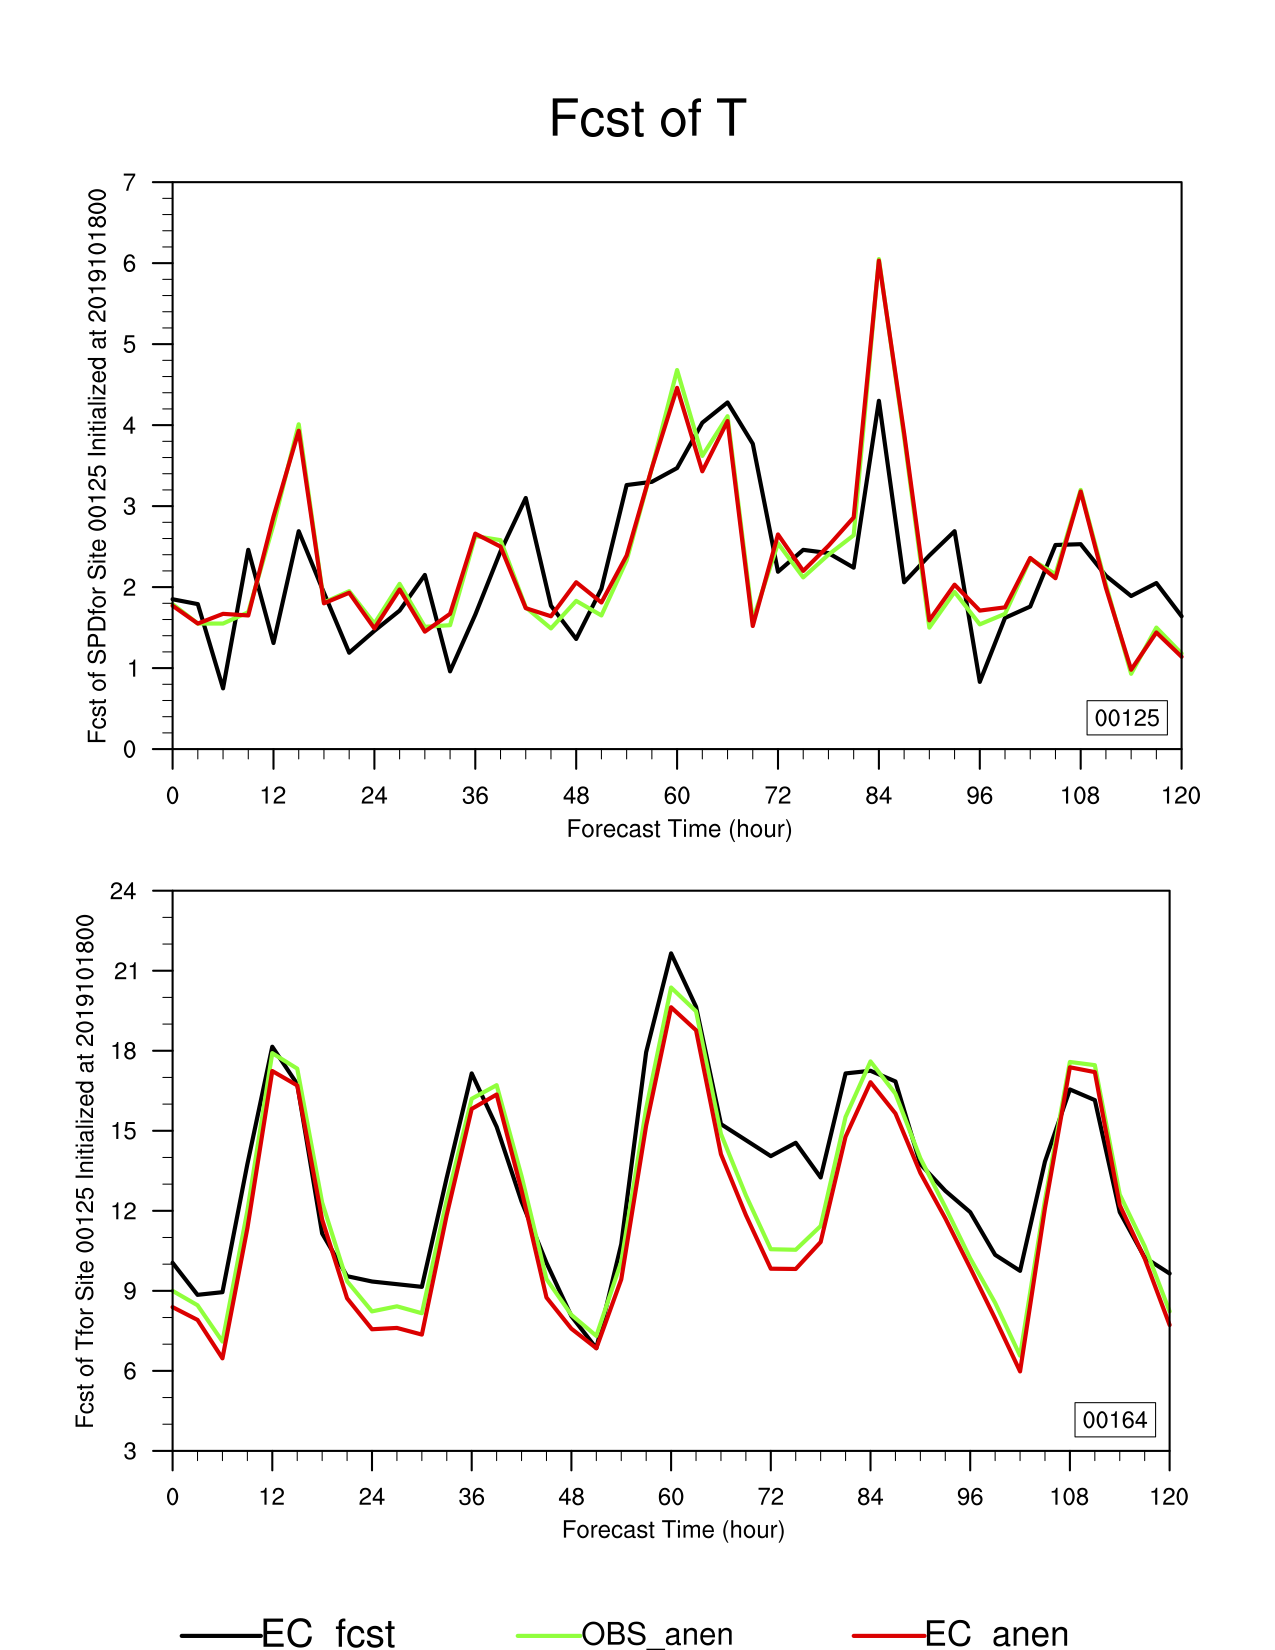 Fcst of T
Fcst of SPDfor Site 00125 Initialized at 2019101800
7
6
5
4
3
2
1
0
00125
0 12 24 36 48 60 72 84 96 108 120
Forecast Time (hour)
Fcst of Tfor Site 00125 Initialized at 2019101800
24
21
18
15
12
9
6
3
00164
0 12 24 36 48 60 72 84 96 108 120
Forecast Time (hour)
EC_fcst OBS_anen EC_anen